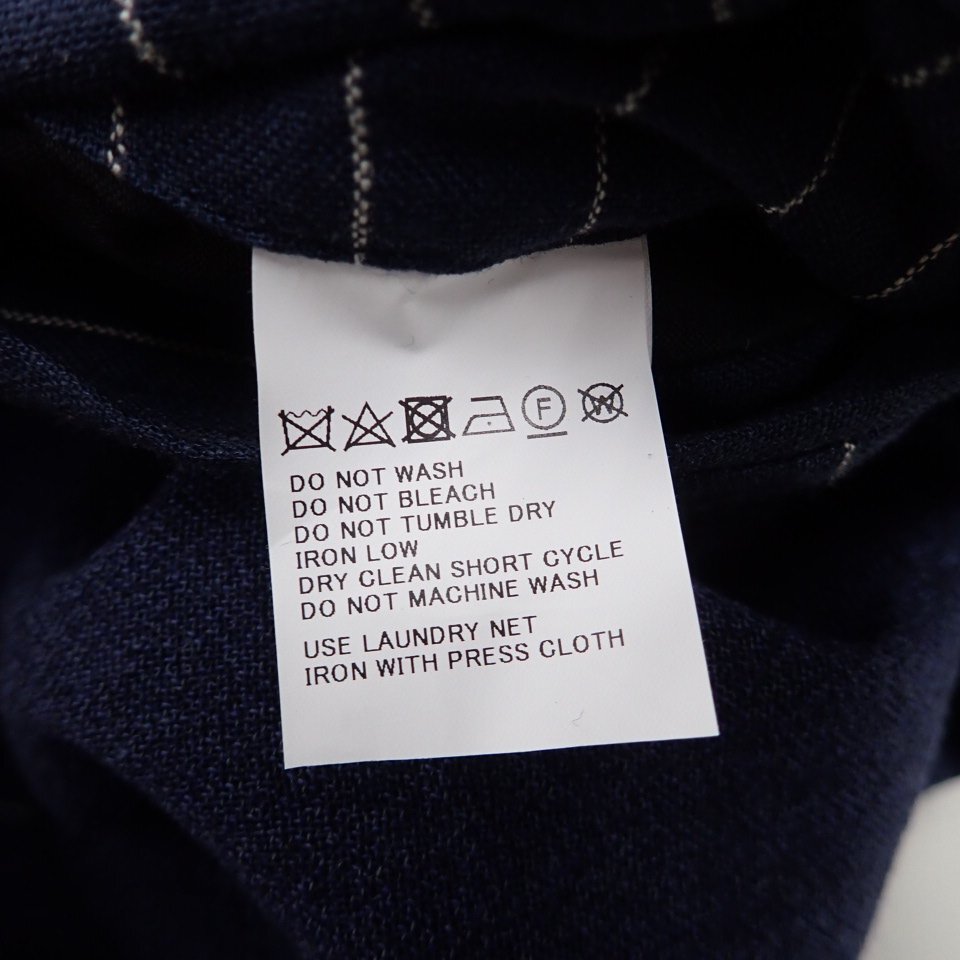 F W
DO NOT WASH
DO NOT BLEACH
DO NOT TUMBLE DRY
IRON LOW
DRY CLEAN SHORT CYCLE
DO NOT MACHINE WASH
USE LAUNDRY NET
IRON WITH PRESS CLOTH